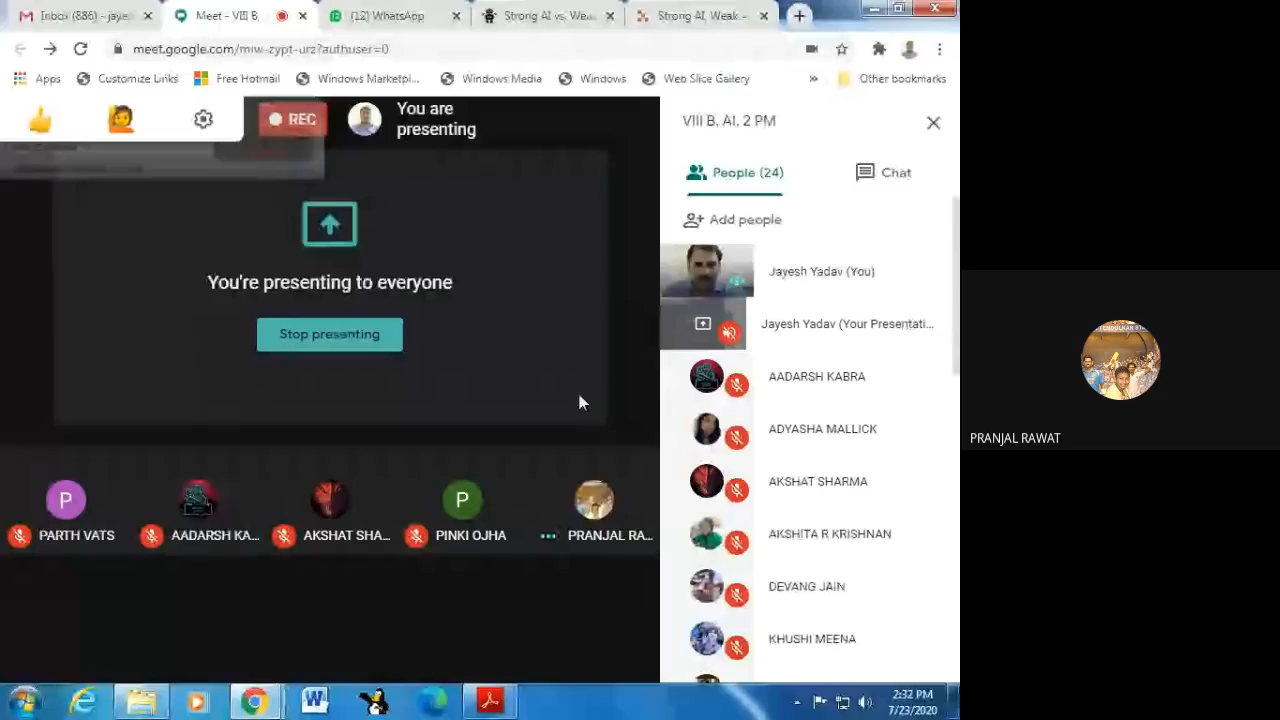 Inbox (886) - jayes
Meet - VIII B
(12) WhatsApp
Strong AI vs. Wea
Strong AI, Weak -
meet.google.com/miw-zypt-urz?authuser=0
Apps
Customize Links
Free Hotmail
Windows Marketpl...
Windows Media
Windows
Web Slice Gallery
»
Other bookmarks
REC
You are
presenting
You're presenting to everyone
Stop presenting
PARTH VATS
AADARSH KA...
AKSHAT SHA...
PINKI OJHA
PRANJAL RA...
VIII B, AI, 2 PM
People (24)
Chat
Add people
Jayesh Yadav (You)
Jayesh Yadav (Your Presentati...
AADARSH KABRA
ADYASHA MALLICK
AKSHAT SHARMA
AKSHITA R KRISHNAN
DEVANG JAIN
KHUSHI MEENA
P
P
2:32 PM
7/23/2020
PRANJAL RAWAT